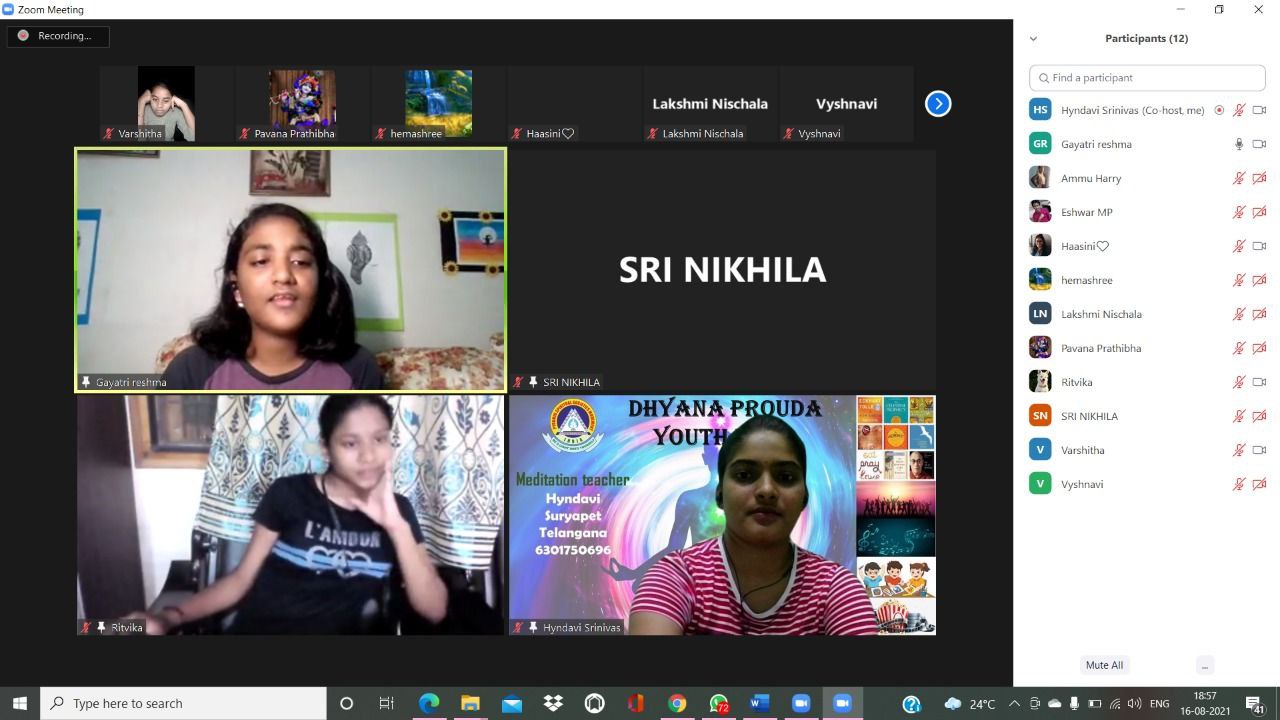 Zoom Meeting
Recording...
Varshitha
Pavana Prathibha
hemashree
Haasini♡
Lakshmi Nischala
Lakshmi Nischala
Vyshnavi
Vyshnavi
Gayatri reshma
SRI NIKHILA
SRI NIKHILA
Ritvika
DHYANA PROUDA
YOUTH
Meditation teacher
Hyndavi
Suryapet
Telangana
6301750696
eat
pray
love
Hyndavi Srinivas
Participants (12)
Find a participant
HS Hyndavi Srinivas (Co-host, me)
GR Gayatri reshma
Ammu Harry
Eshwar MP
Haasini♡
hemashree
LN Lakshmi Nischala
Pavana Prathibha
Ritvika
SN SRI NIKHILA
V Varshitha
V Vyshnavi
Mute All
...
Type here to search
72
24°C
ENG
18:57
16-08-2021
41